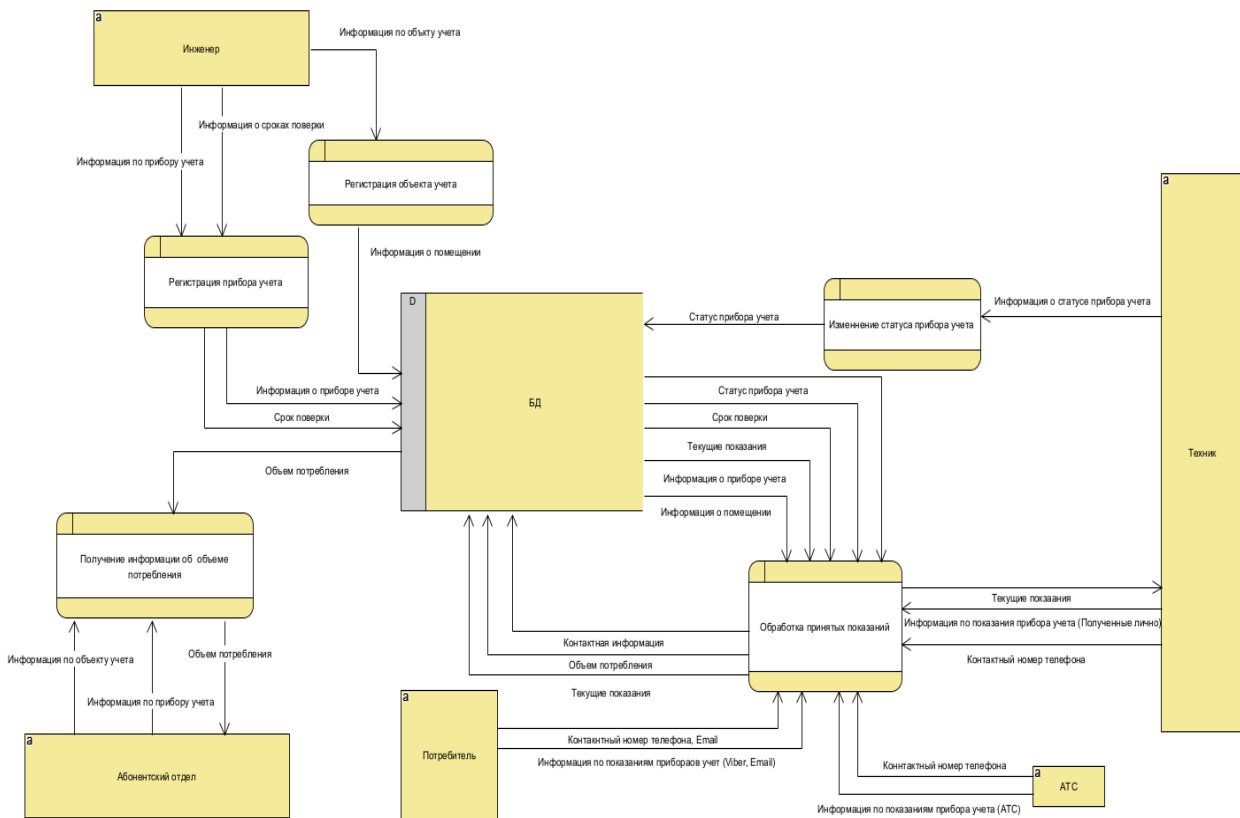 a
Инженер
Информация по объкту учета
Информация о сроках поверки
Информация по прибору учета
Регистрация объекта учета
a
Информация о помещении
Регистрация прибора учета
Информация о статусе прибора учета
D
Статус прибора учета
Изменнение статуса прибора учета
Информация о приборе учета
Статус прибора учета
БД
Срок поверки
Срок поверки
Текущие показания
Техник
Объем потребления
Информация о приборе учета
Информация о помещении
Получение информации об объеме
потребления
Текущие покзаания
Информация по показания прибора учета (Полученные лично)
Обработка принятых показаний
Контактная информация
Контактный номер телефона
Информация по объекту учета
Объем потребления
Объем потребления
Текущие показания
Информация по прибору учета
a
a
Контакнтный номер телефона, Email
Потребитель
Информация по показаниям прибораов учет (Viber, Email)
Коннтактный номер телефона
a
АТС
Абонентский отдел
Информация по показаниям прибора учета (АТС)